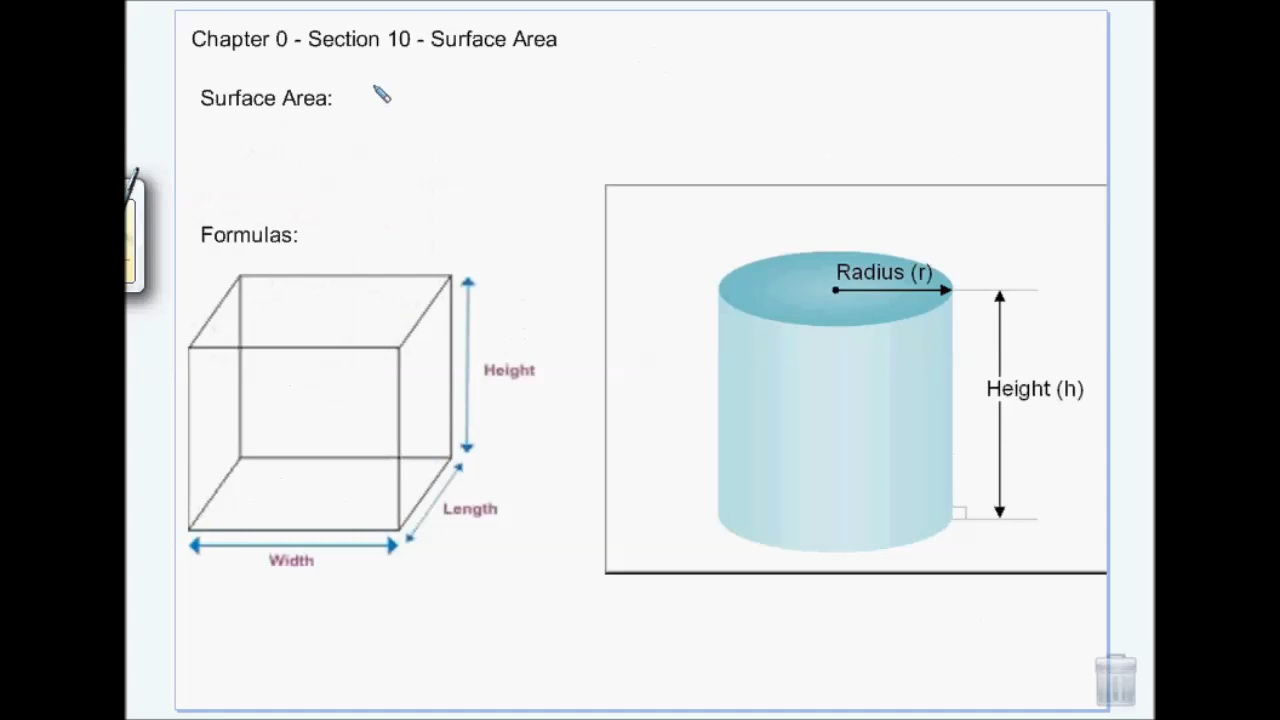 Chapter 0 - Section 10 - Surface Area
Surface Area:
Formulas:
Height
Length
Width
Radius (r)
Height (h)